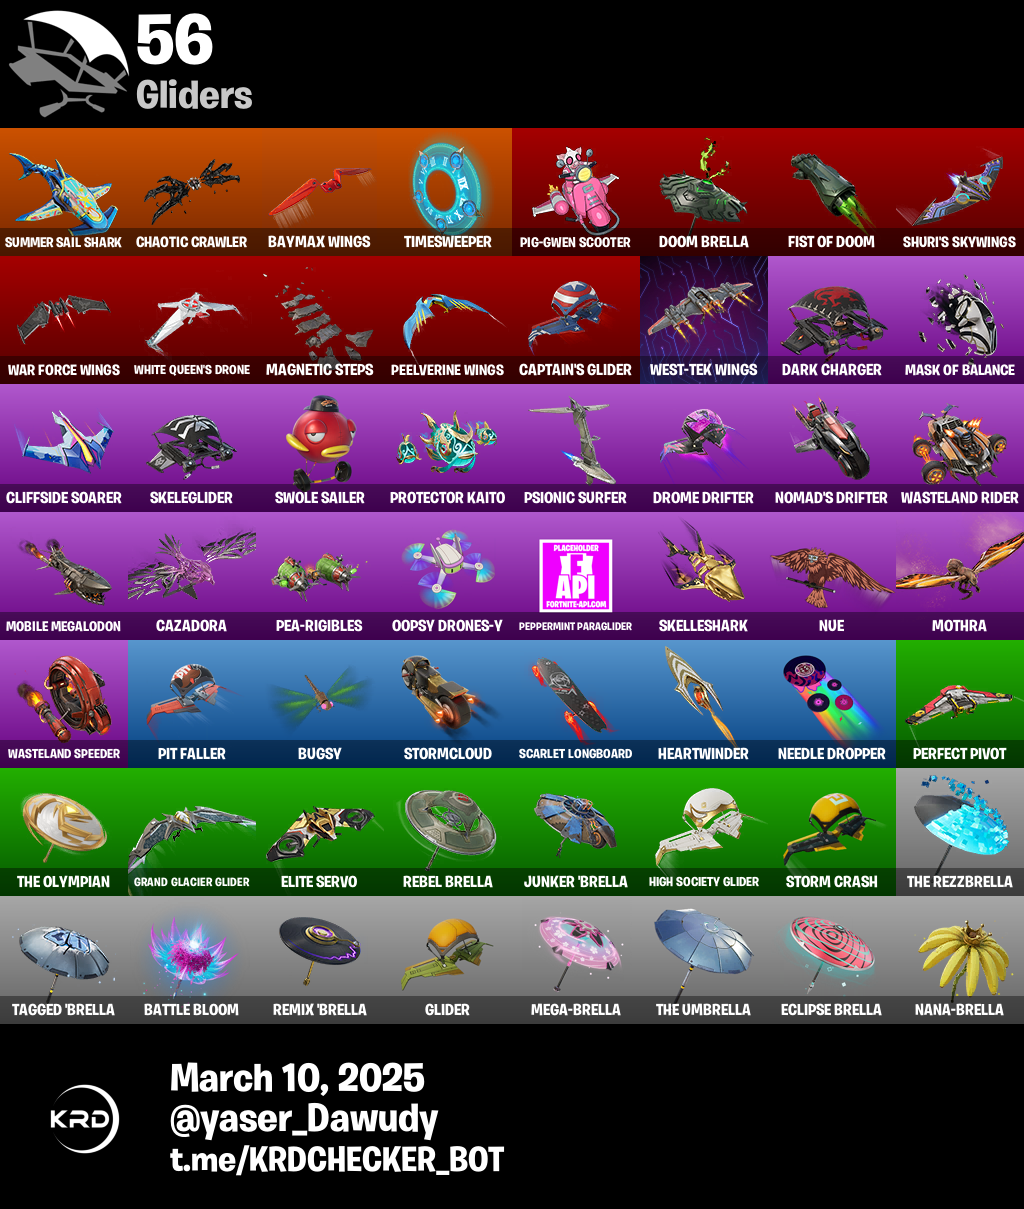 56
Gliders
SUMMER SAIL SHARK
CHAOTIC CRAWLER
BAYMAX WINGS
TIMESWEEPER
PIG-GWEN SCOOTER
DOOM BRELLA
FIST OF DOOM
SHURI'S SKYWINGS
WAR FORCE WINGS
WHITE QUEEN'S DRONE
MAGNETIC STEPS
PEELVERINE WINGS
CAPTAIN'S GLIDER
WEST-TEK WINGS
DARK CHARGER
MASK OF BALANCE
CLIFFSIDE SOARER
SKELEGLIDER
SWOLE SAILER
PROTECTOR KAITO
PSIONIC SURFER
DROME DRIFTER
NOMAD'S DRIFTER
WASTELAND RIDER
MOBILE MEGALODON
CAZADORA
PEA-RIGIBLES
OOPSY DRONES-Y
PLACEHOLDER
API
FORTNITE-API.COM
PEPPERMINT PARAGLIDER
SKELLESHARK
NUE
MOTHRA
WASTELAND SPEEDER
PIT FALLER
BUGSY
STORMCLOUD
SCARLET LONGBOARD
HEARTWINDER
NEEDLE DROPPER
PERFECT PIVOT
THE OLYMPIAN
GRAND GLACIER GLIDER
ELITE SERVO
REBEL BRELLA
JUNKER 'BRELLA
HIGH SOCIETY GLIDER
STORM CRASH
THE REZZBRELLA
TAGGED 'BRELLA
BATTLE BLOOM
REMIX 'BRELLA
GLIDER
MEGA-BRELLA
THE UMBRELLA
ECLIPSE BRELLA
NANA-BRELLA
KRD
March 10, 2025
@yaser_Dawudy
t.me/KRDCHECKER_BOT